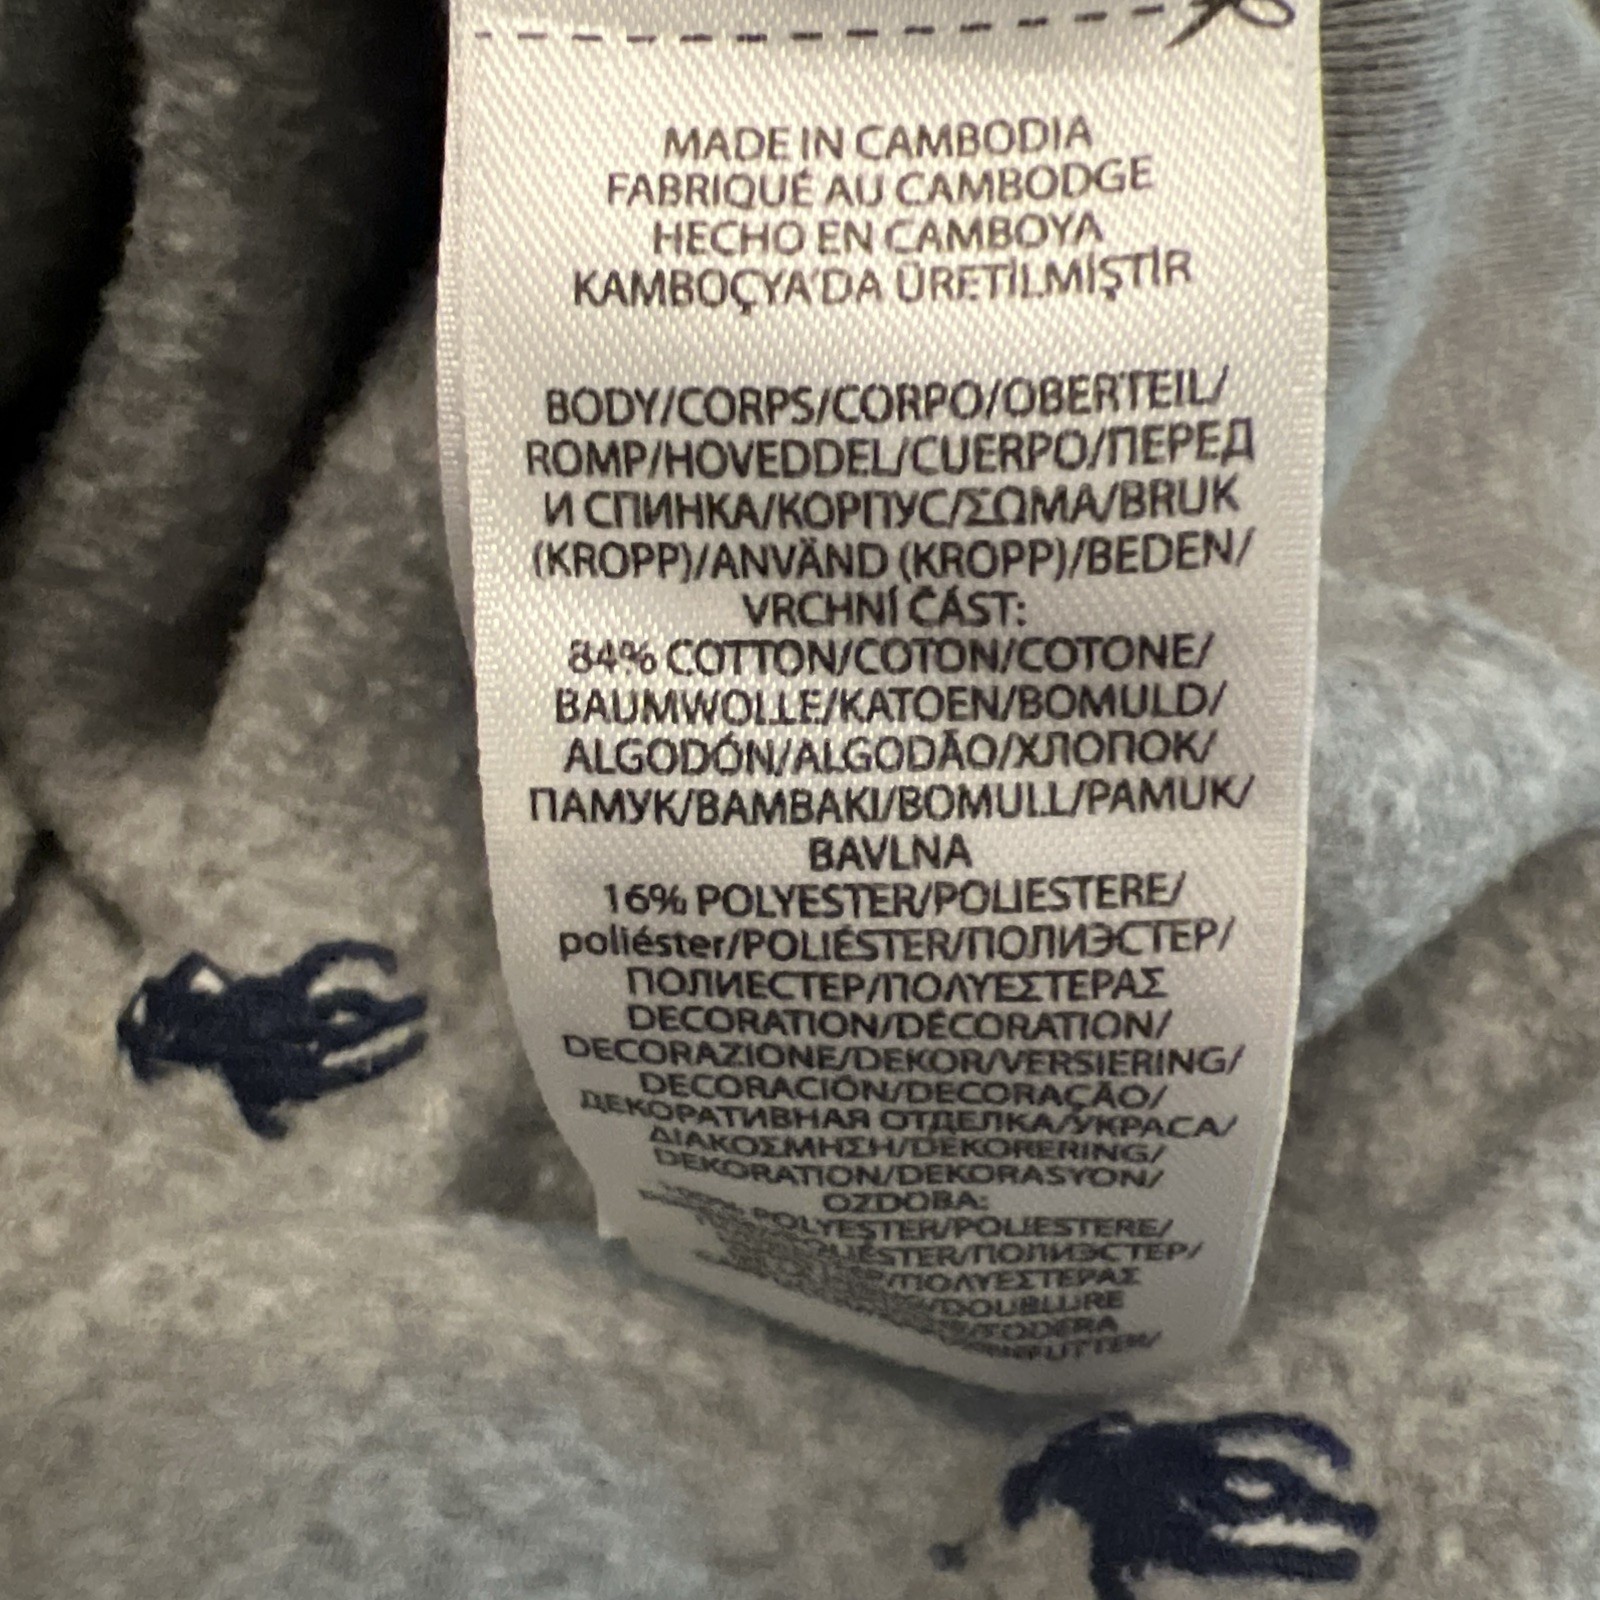 MADE IN CAMBODIA
FABRIQUÉ AU CAMBODGE
HECHO EN CAMBOYA
KAMBOÇYA'DA ÜRETİLMİŞTİR
BODY/CORPS/CORPO/OBERTEIL/
ROMP/HOVEDDEL/CUERPO/ПЕРЕД
И СПИНКА/КОРПУС/ΣΩΜΑ/BRUK
(KROPP)/ANVÄND (KROPP)/BEDEN/
VRCHNÍ ČÁST:
84% COTTON/COTON/COTONE/
BAUMWOLLE/KATOEN/BOMULD/
ALGODÓN/ALGODÃO/ХЛОПОК/
ПАМУК/BAMBAKI/BOMULL/PAMUK/
BAVLNA
16% POLYESTER/POLIESTERE/
poliéster/POLIÉSTER/ПОЛИЭСТЕР/
ПОЛИЕСТЕР/ΠΟΛΥΕΣΤΕΡΑΣ
DECORATION/DÉCORATION/
DECORAZIONE/DEKOR/VERSIERING/
DECORACIÓN/DECORAÇÃO/
ДЕКОРАТИВНАЯ ОТДЕЛКА/УКРАСА/
ΔΙΑΚΟΣΜΗΣΗ/DEKORERING/
DEKORATION/DEKORASYON/
OZDOBA:
POLYESTER/POLIESTERE/
/ПОЛИЭСТЕР/
/ΠΟΛΥΕΣΤΕΡΑΣ
/DOUBLURE
/FODERA